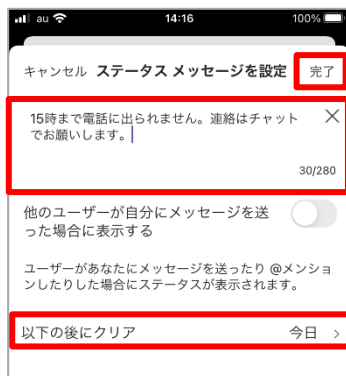 au 14:16 100%
キャンセル ステータス メッセージを設定 完了
15時まで電話に出られません。連絡はチャット
でお願いします。
30/280
他のユーザーが自分にメッセージを送
った場合に表示する
ユーザーがあなたにメッセージを送ったり @メンショ
ンしたりした場合にステータスが表示されます。
以下の後にクリア 今日